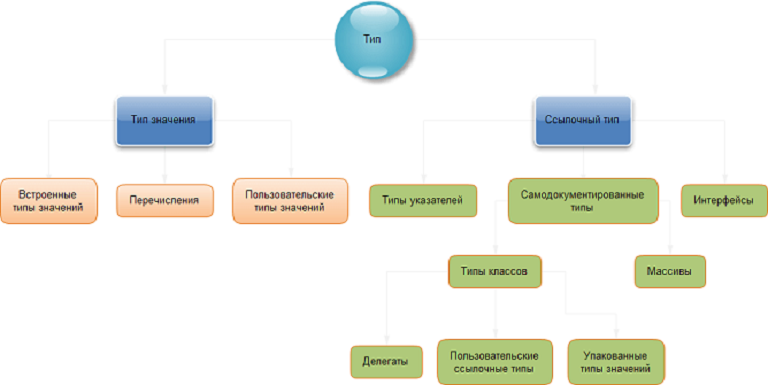 Тип
Тип значения
Ссылочный тип
Встроенные
типы значений
Перечисления
Пользовательские
типы значений
Типы указателей
Самодокументированные
типы
Интерфейсы
Типы классов
Массивы
Делегаты
Пользовательские
ссылочные типы
Упакованные
типы значений